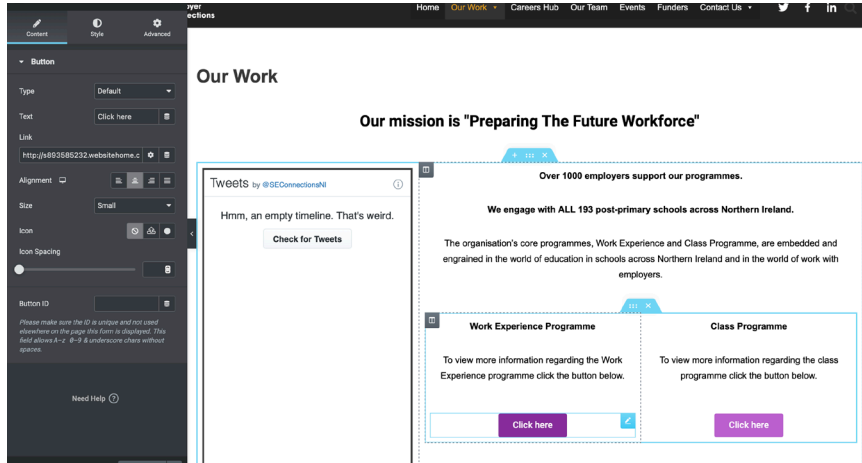 yer
ections
Home Our Work Careers Hub Our Team Events Funders Contact Us
Content Style Advanced
Button
Type Default
Text Click here
Link
http://s893585232.websitehome.c
Alignment
Size Small
Icon
Icon Spacing
Button ID
Please make sure the ID is unique and not used
elsewhere on the page this form is displayed. This
field allows A-z 0-9 & underscore chars without
spaces.
Need Help
Our Work
Our mission is "Preparing The Future Workforce"
Tweets by @SEConnectionsNI
Hmm, an empty timeline. That's weird.
Check for Tweets
Over 1000 employers support our programmes.
We engage with ALL 193 post-primary schools across Northern Ireland.
The organisation's core programmes, Work Experience and Class Programme, are embedded and
engrained in the world of education in schools across Northern Ireland and in the world of work with
employers.
Work Experience Programme
To view more information regarding the Work
Experience programme click the button below.
Click here
Class Programme
To view more information regarding the class
programme click the button below.
Click here